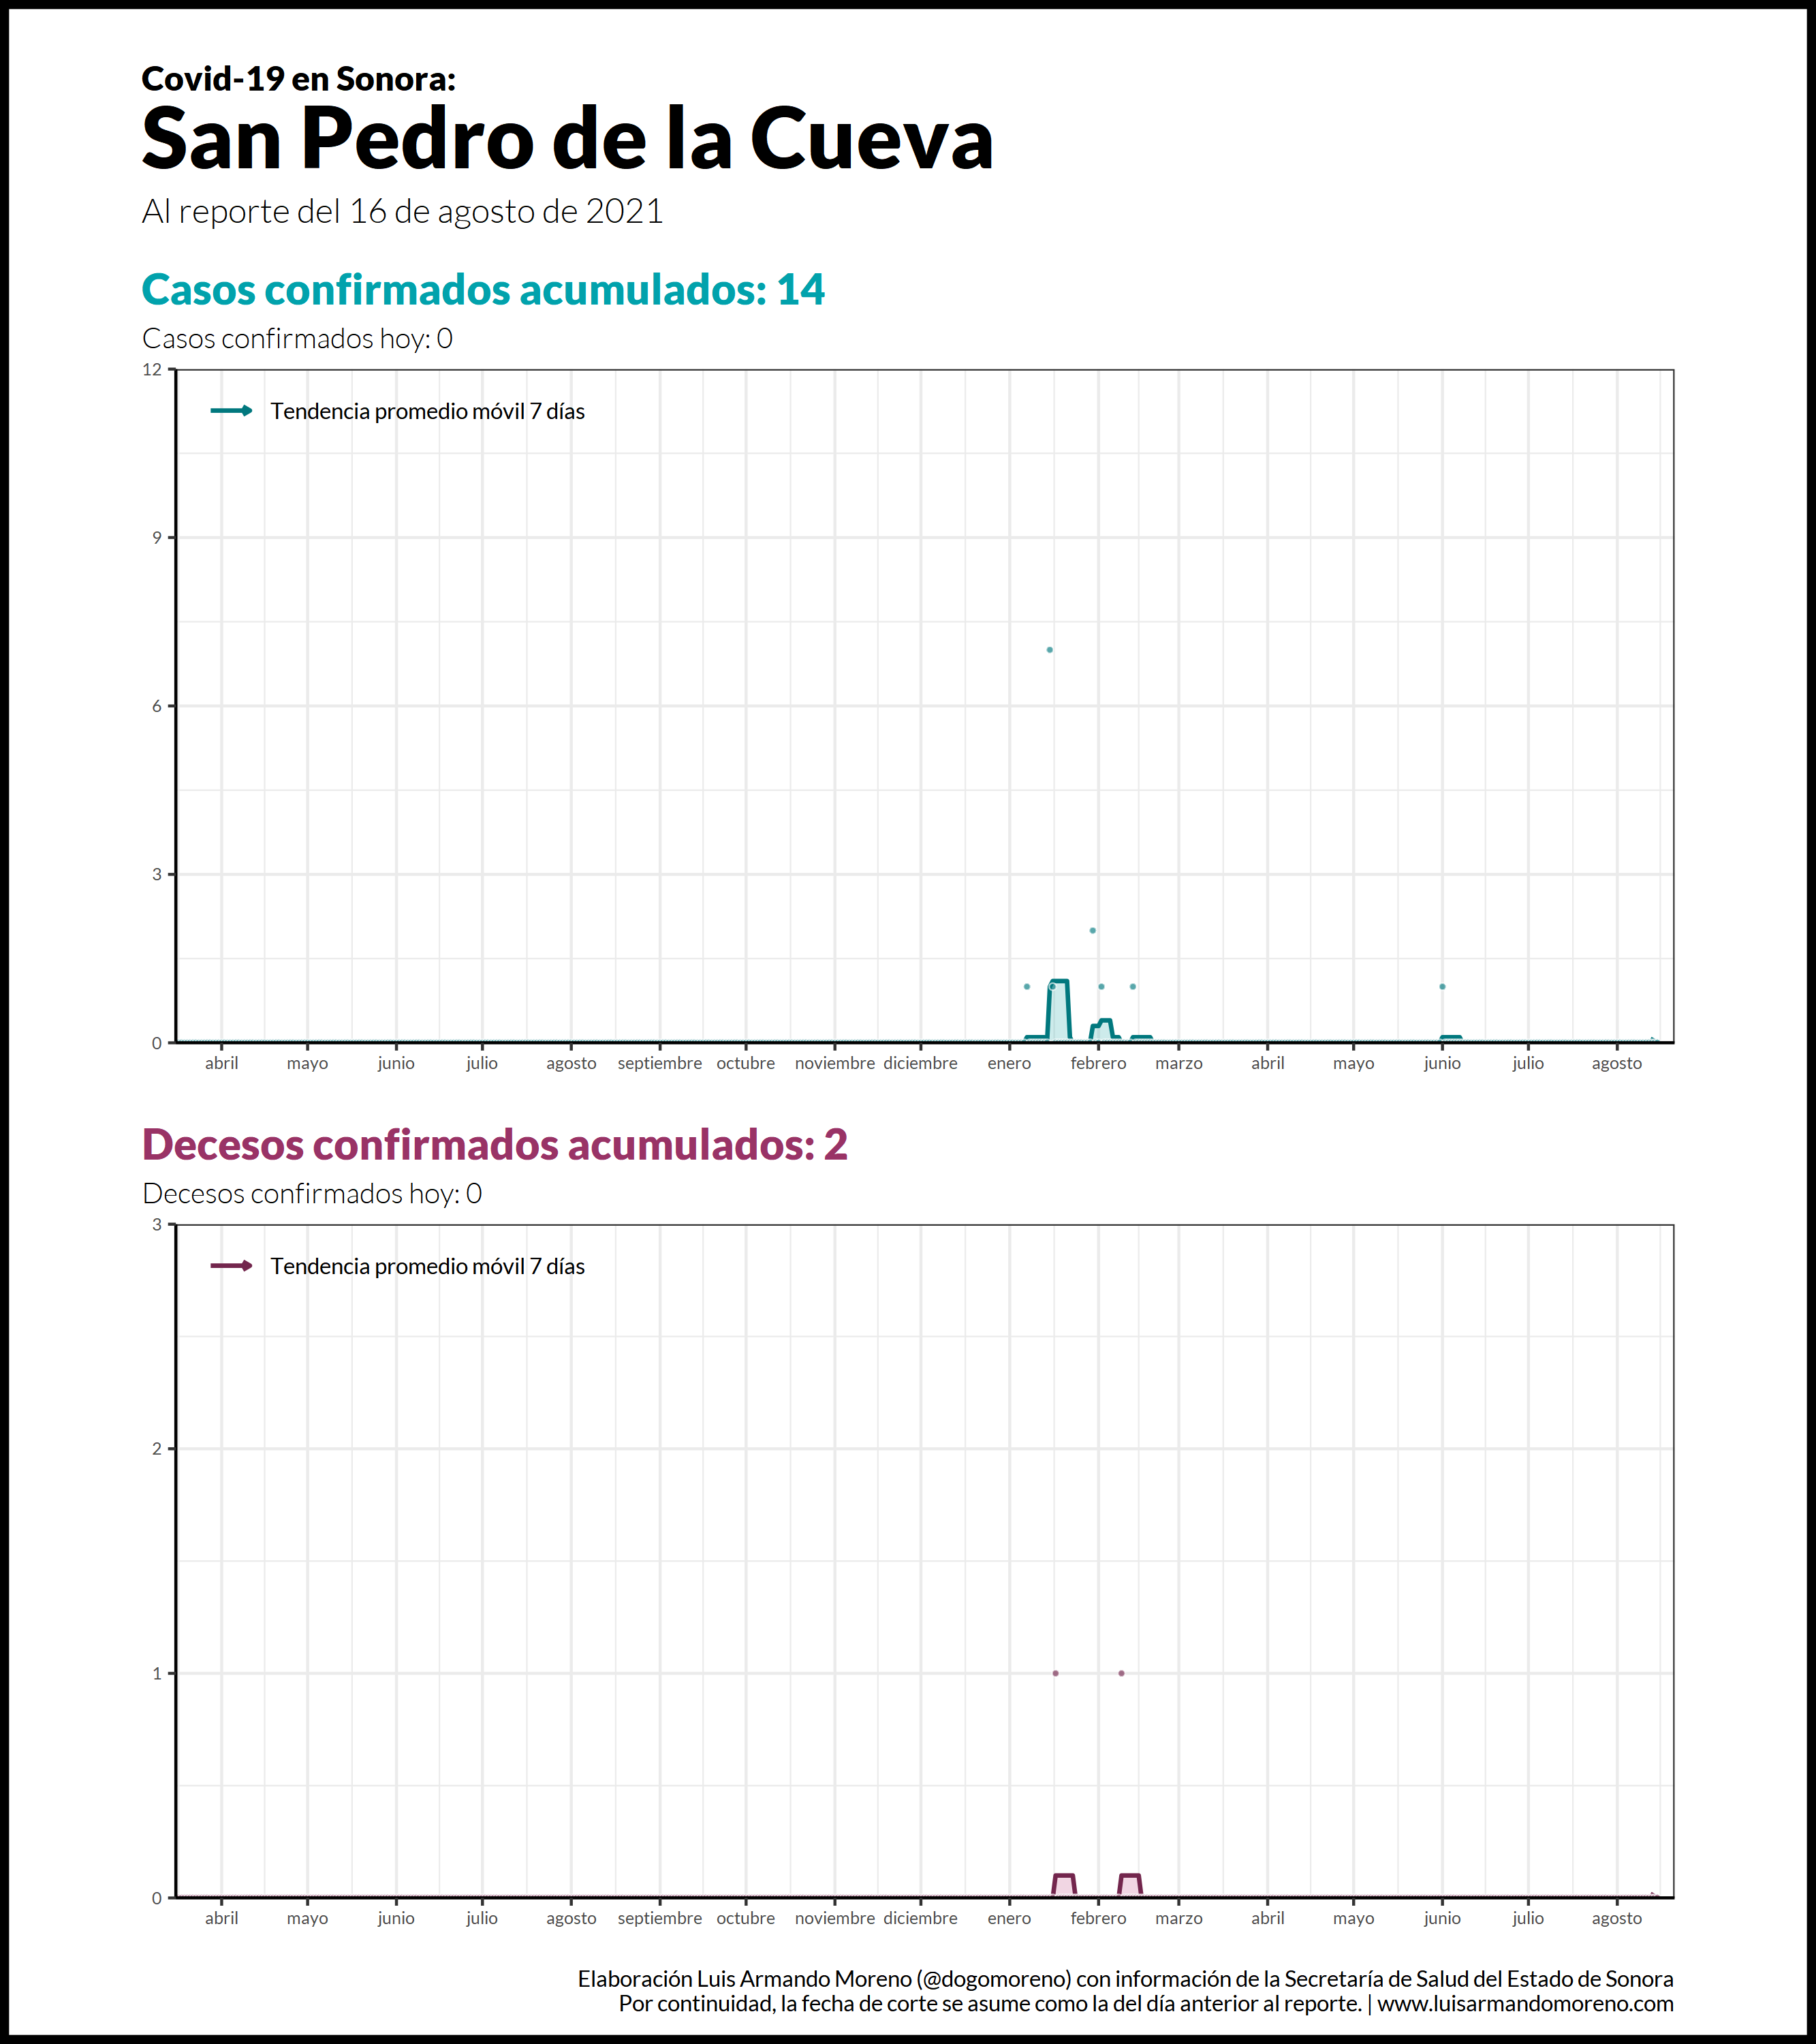 Covid-19 en Sonora:
San Pedro de la Cueva
Al reporte del 16 de agosto de 2021
Casos confirmados acumulados: 14
Casos confirmados hoy: 0
12
Tendencia promedio móvil 7 días
9
6
3
0
abril mayo junio julio agosto septiembre octubre noviembre diciembre enero febrero marzo abril mayo junio julio agosto
Decesos confirmados acumulados: 2
Decesos confirmados hoy: 0
3
Tendencia promedio móvil 7 días
2
1
0
abril mayo junio julio agosto septiembre octubre noviembre diciembre enero febrero marzo abril mayo junio julio agosto
Elaboración Luis Armando Moreno (@dogomoreno) con información de la Secretaría de Salud del Estado de Sonora
Por continuidad, la fecha de corte se asume como la del día anterior al reporte. | www.luisarmandomoreno.com